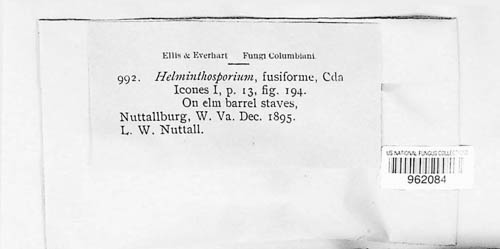 Ellis & Everhart — Fungi Columbiani
992. Helminthosporium, fusiforme, Cda
Icones I, p. 13, fig. 194.
On elm barrel staves,
Nuttallburg, W. Va. Dec. 1895.
L. W. Nuttall.
US NATIONAL FUNGUS COLLECTIONS
962084